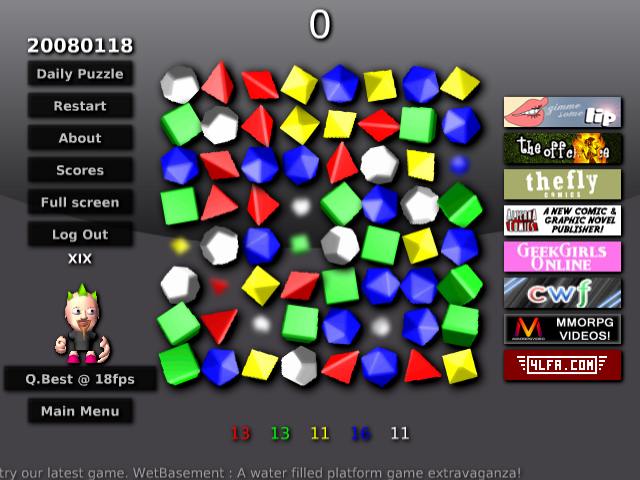 0
20080118
Daily Puzzle
Restart
About
Scores
Full screen
Log Out
XIX
Q.Best @ 18fps
Main Menu
gimme some lip
the office
thefly
COMICS
A NEW COMIC & GRAPHIC NOVEL PUBLISHER!
GEEKGIRLS
ONLINE
cwf
MMORPG
VIDEOS!
4LFA.COM
13 13 11 16 11
try our latest game. WetBasement : A water filled platform game extravaganza!